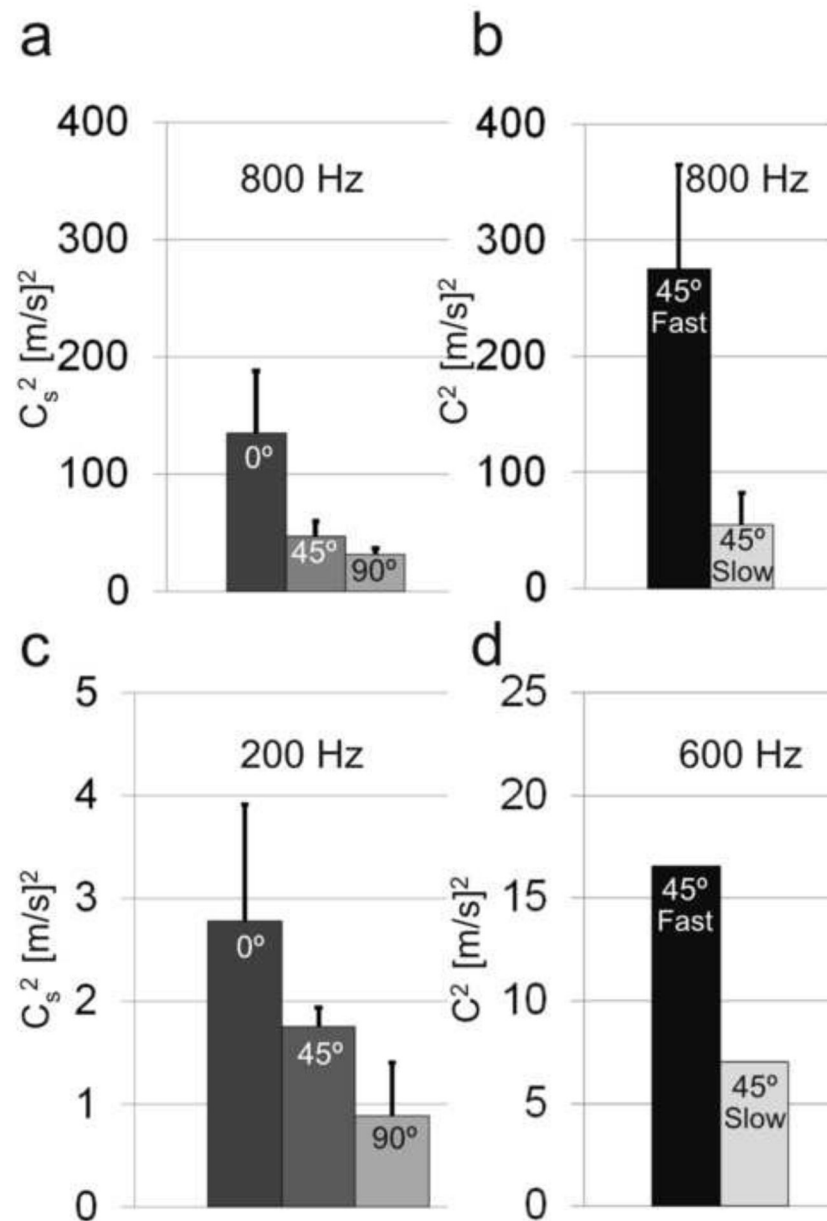 a
400
300
200
100
0
Cₛ² [m/s]²
800 Hz
0º
45º
90º
b
400
300
200
100
0
C² [m/s]²
800 Hz
45º
Fast
45º
Slow
c
5
4
3
2
1
0
Cₛ² [m/s]²
200 Hz
0º
45º
90º
d
25
20
15
10
5
0
C² [m/s]²
600 Hz
45º
Fast
45º
Slow